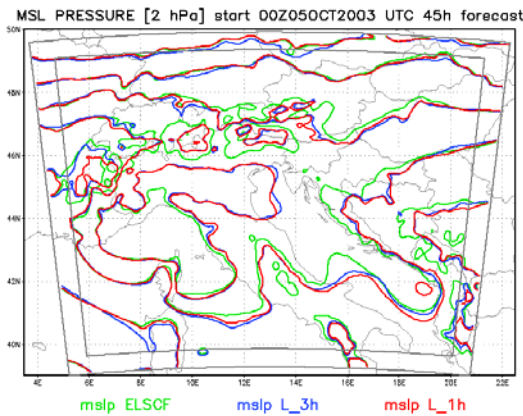 MSL PRESSURE [2 hPa] start 00Z05OCT2003 UTC 45h forecast
50N
48N
46N
44N
42N
40N
4E 6E 8E 10E 12E 14E 16E 18E 20E 22E
mslp ELSCF mslp L_3h mslp L_1h